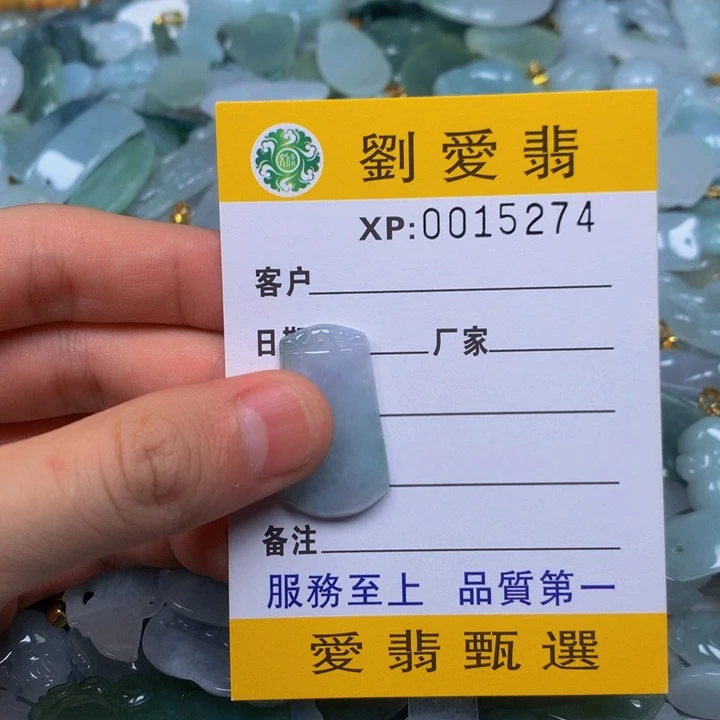 劉愛翡
XP:0015274
客户
日期 厂家
备注
服務至上 品質第一
愛翡甄選